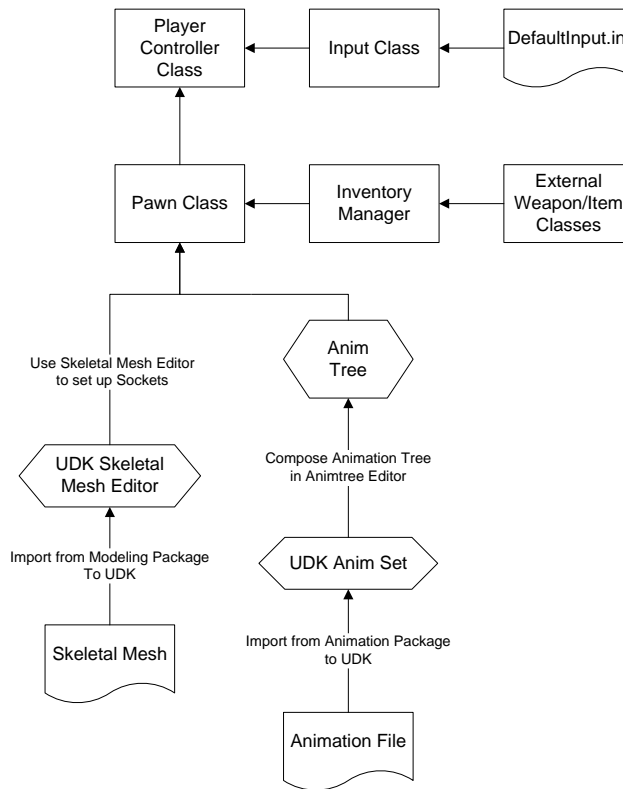 Player
Controller
Class
Input Class
DefaultInput.in
Pawn Class
Inventory
Manager
External
Weapon/Item
Classes
Use Skeletal Mesh Editor
to set up Sockets
Anim
Tree
UDK Skeletal
Mesh Editor
Compose Animation Tree
in Animtree Editor
Import from Modeling Package
To UDK
UDK Anim Set
Skeletal Mesh
Import from Animation Package
to UDK
Animation File